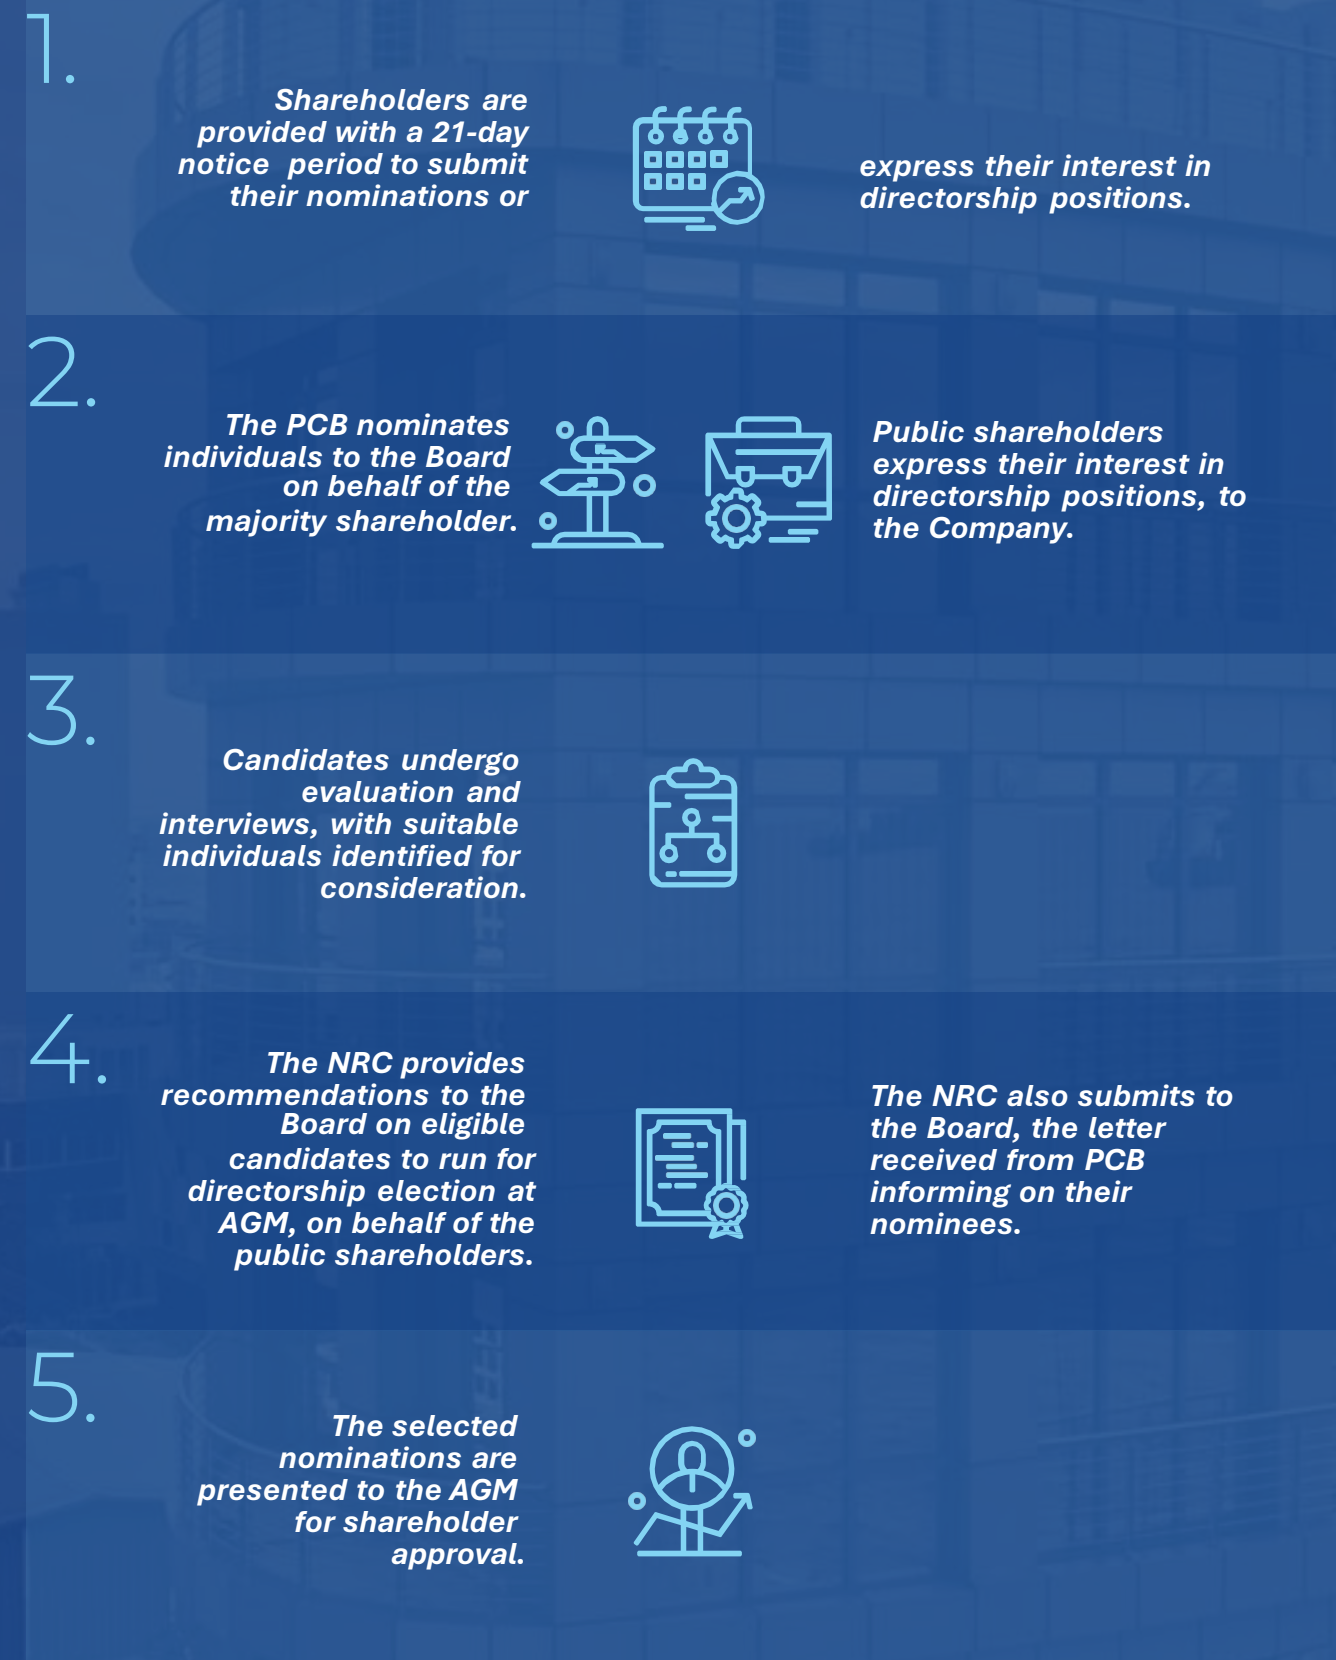 1.
Shareholders are
provided with a 21-day
notice period to submit
their nominations or
express their interest in
directorship positions.
2.
The PCB nominates
individuals to the Board
on behalf of the
majority shareholder.
Public shareholders
express their interest in
directorship positions, to
the Company.
3.
Candidates undergo
evaluation and
interviews, with suitable
individuals identified for
consideration.
4.
The NRC provides
recommendations to the
Board on eligible
candidates to run for
directorship election at
AGM, on behalf of the
public shareholders.
The NRC also submits to
the Board, the letter
received from PCB
informing on their
nominees.
5.
The selected
nominations are
presented to the AGM
for shareholder
approval.